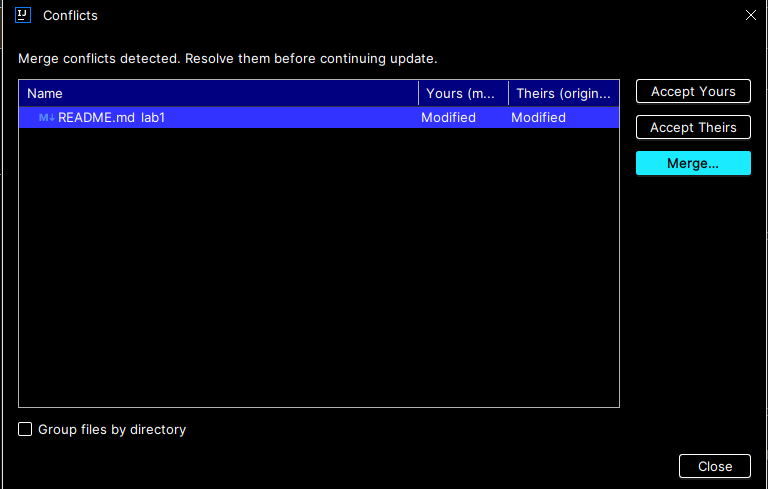 Conflicts
Merge conflicts detected. Resolve them before continuing update.
Name Yours (m... Theirs (origin...
README.md lab1 Modified Modified
Accept Yours
Accept Theirs
Merge...
Group files by directory
Close